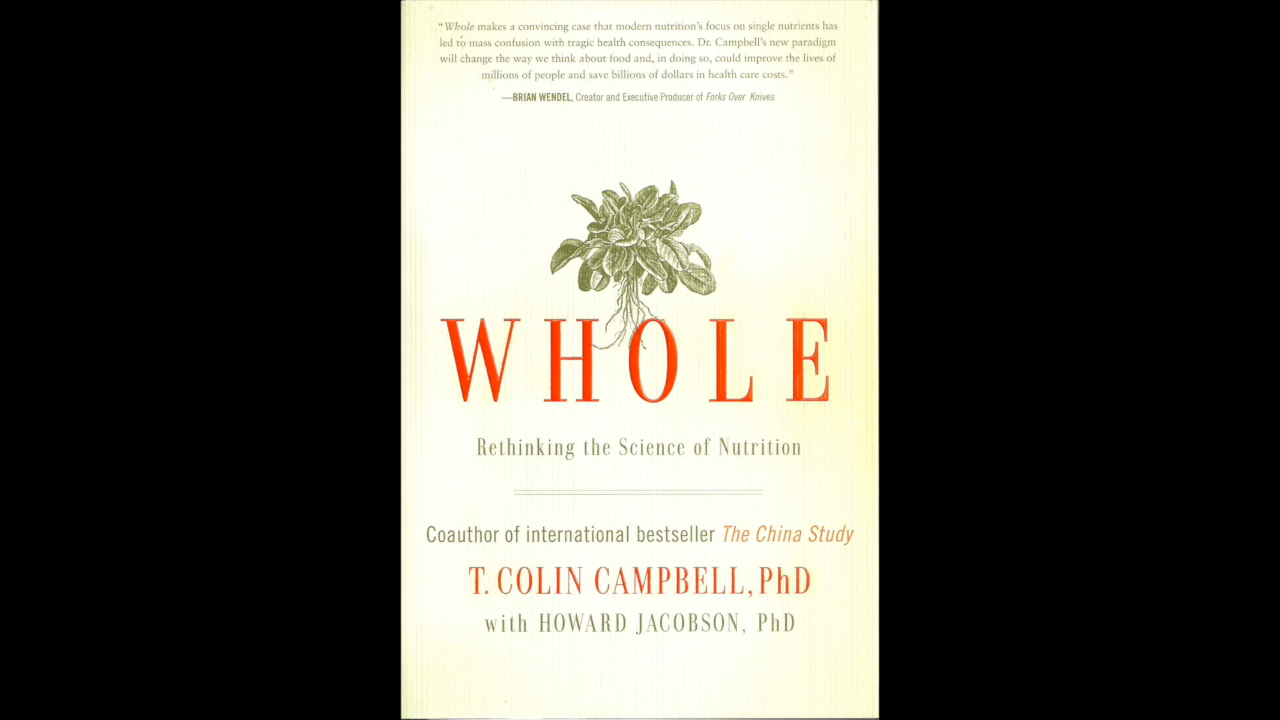 “Whole makes a convincing case that modern nutrition’s focus on single nutrients has
led to mass confusion with tragic health consequences. Dr. Campbell’s new paradigm
will change the way we think about food and, in doing so, could improve the lives of
millions of people and save billions of dollars in health care costs.”
—BRIAN WENDEL, Creator and Executive Producer of Forks Over Knives
WHOLE
Rethinking the Science of Nutrition
Coauthor of international bestseller The China Study
T. COLIN CAMPBELL, PhD
with HOWARD JACOBSON, PhD